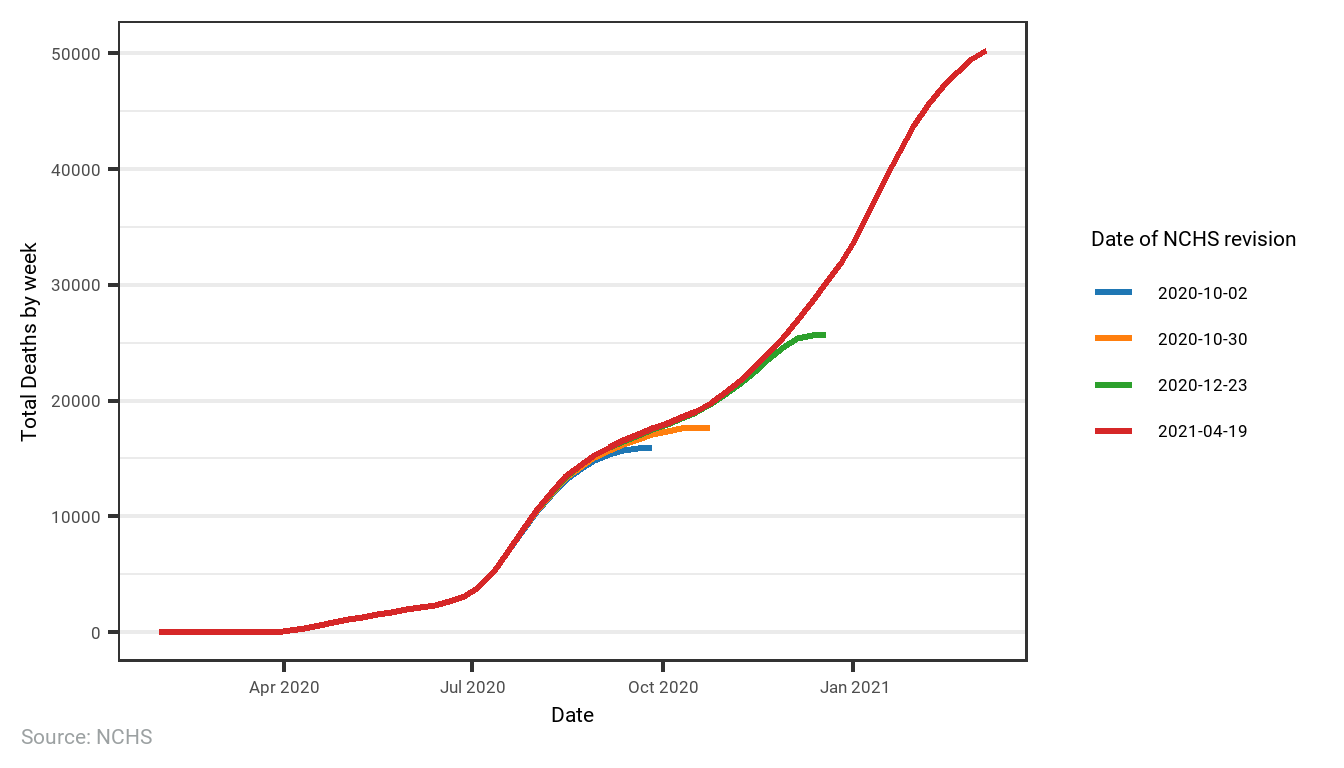 50000
40000
30000
20000
10000
0
Total Deaths by week
Apr 2020
Jul 2020
Oct 2020
Jan 2021
Date
Date of NCHS revision
2020-10-02
2020-10-30
2020-12-23
2021-04-19
Source: NCHS